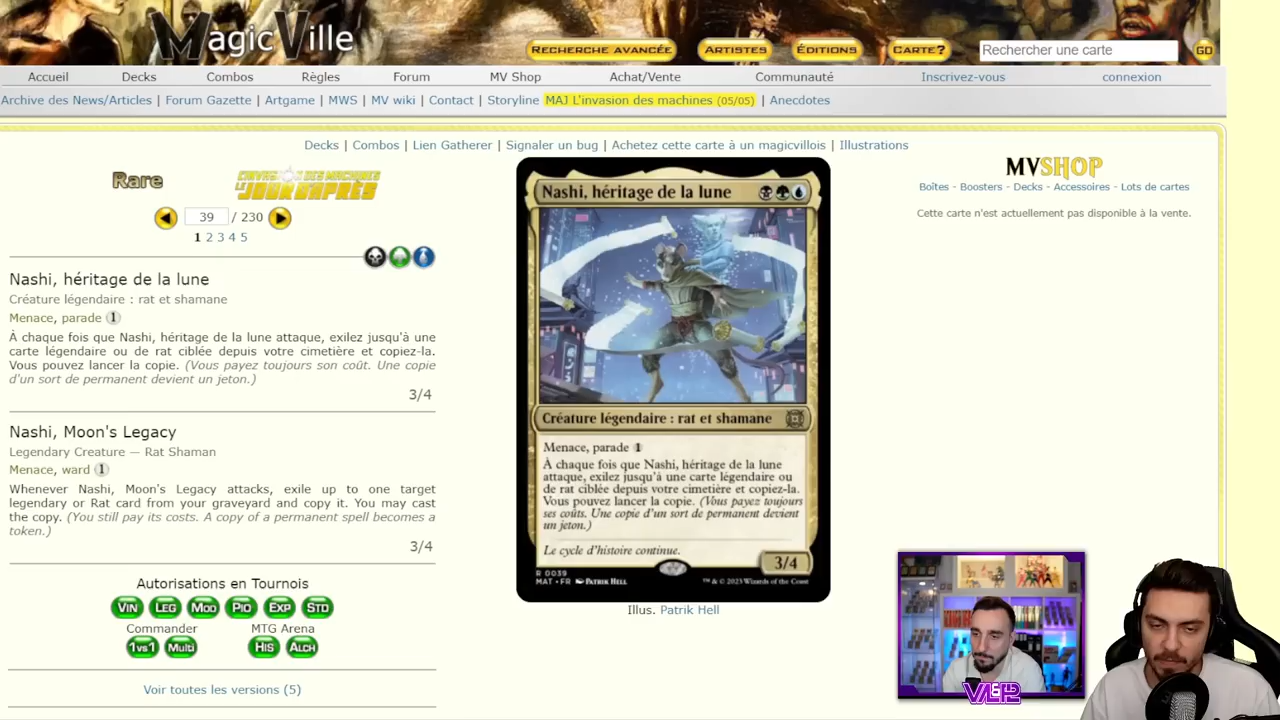 MagicVille
RECHERCHE AVANCÉE
ARTISTES
ÉDITIONS
CARTE?
Rechercher une carte
GO
Accueil
Decks
Combos
Règles
Forum
MV Shop
Achat/Vente
Communauté
Inscrivez-vous
connexion
Archive des News/Articles | Forum Gazette | Artgame | MWS | MV wiki | Contact | Storyline MAJ L'invasion des machines (05/05) | Anecdotes
Decks | Combos | Lien Gatherer | Signaler un bug | Achetez cette carte à un magicvillois | Illustrations
Rare
L'INVASION DES MACHINES
LE JOUR D'APRÈS
39 / 230
1 2 3 4 5
Nashi, héritage de la lune
Créature légendaire : rat et shamane
Menace, parade 1
À chaque fois que Nashi, héritage de la lune attaque, exilez jusqu'à une
carte légendaire ou de rat ciblée depuis votre cimetière et copiez-la.
Vous pouvez lancer la copie. (Vous payez toujours son coût. Une copie
d'un sort de permanent devient un jeton.)
3/4
Nashi, Moon's Legacy
Legendary Creature — Rat Shaman
Menace, ward 1
Whenever Nashi, Moon's Legacy attacks, exile up to one target
legendary or Rat card from your graveyard and copy it. You may cast
the copy. (You still pay its costs. A copy of a permanent spell becomes a
token.)
3/4
Autorisations en Tournois
VIN LEG MOD PIO EXP STD
Commander
MTG Arena
1vs1 Multi
HIS ALCH
Voir toutes les versions (5)
Nashi, héritage de la lune
Créature légendaire : rat et shamane
Menace, parade 1
À chaque fois que Nashi, héritage de la lune
attaque, exilez jusqu'à une carte légendaire ou
de rat ciblée depuis votre cimetière et copiez-la.
Vous pouvez lancer la copie. (Vous payez toujours
ses coûts. Une copie d'un sort de permanent devient
un jeton.)
Le cycle d'histoire continue.
3/4
R 0039
MAT • FR PATRIK HELL
™ & © 2023 Wizards of the Coast
Illus. Patrik Hell
MVSHOP
Boîtes - Boosters - Decks - Accessoires - Lots de cartes
Cette carte n'est actuellement pas disponible à la vente.